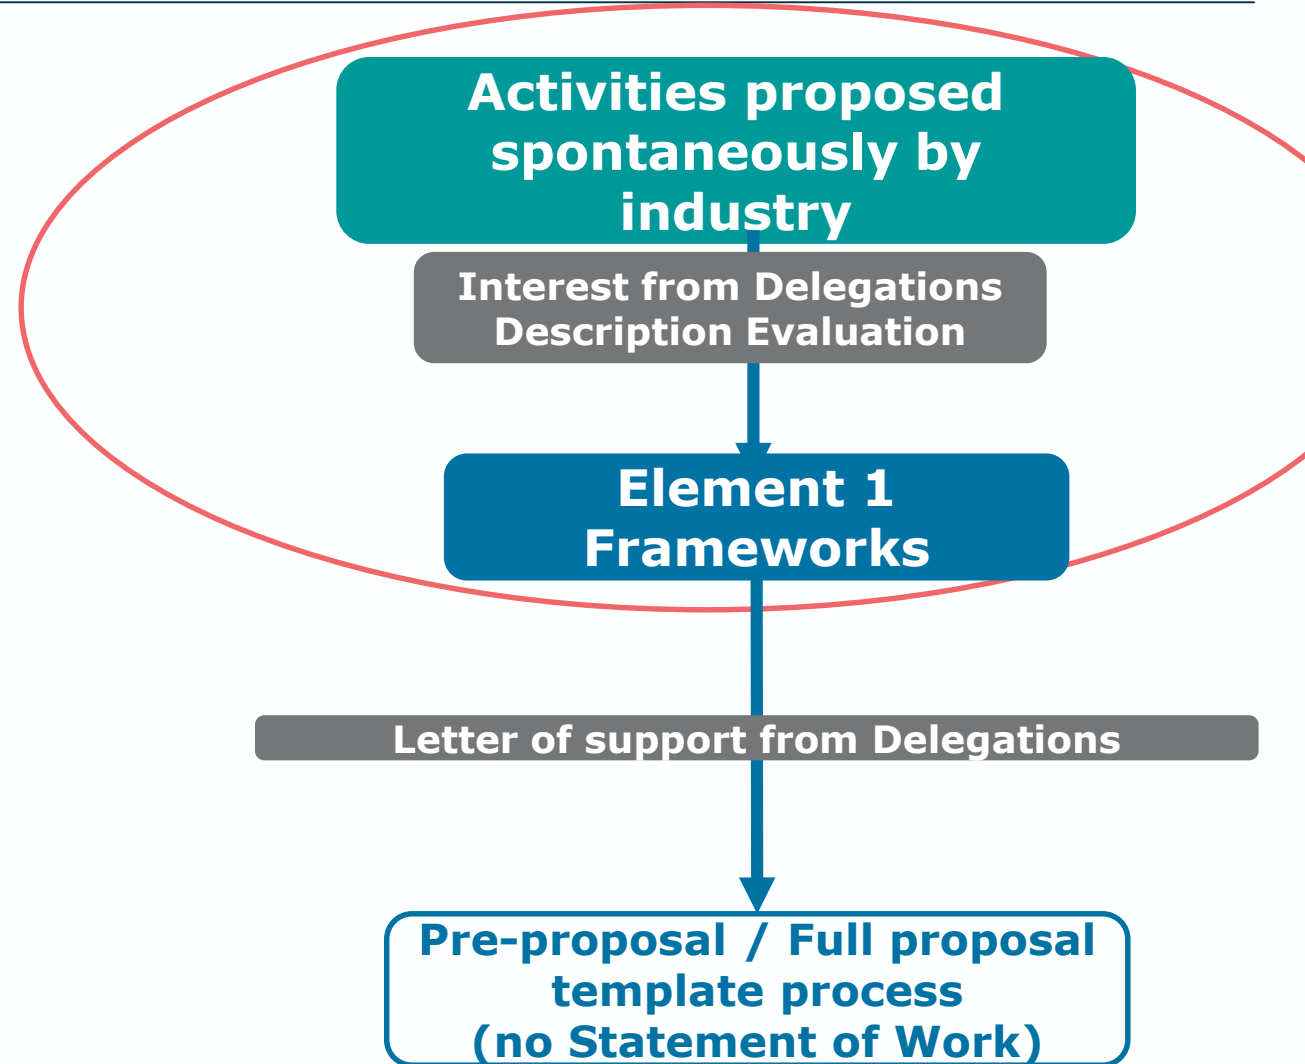 Activities proposed
spontaneously by
industry
Interest from Delegations
Description Evaluation
Element 1
Frameworks
Letter of support from Delegations
Pre-proposal / Full proposal
template process
(no Statement of Work)